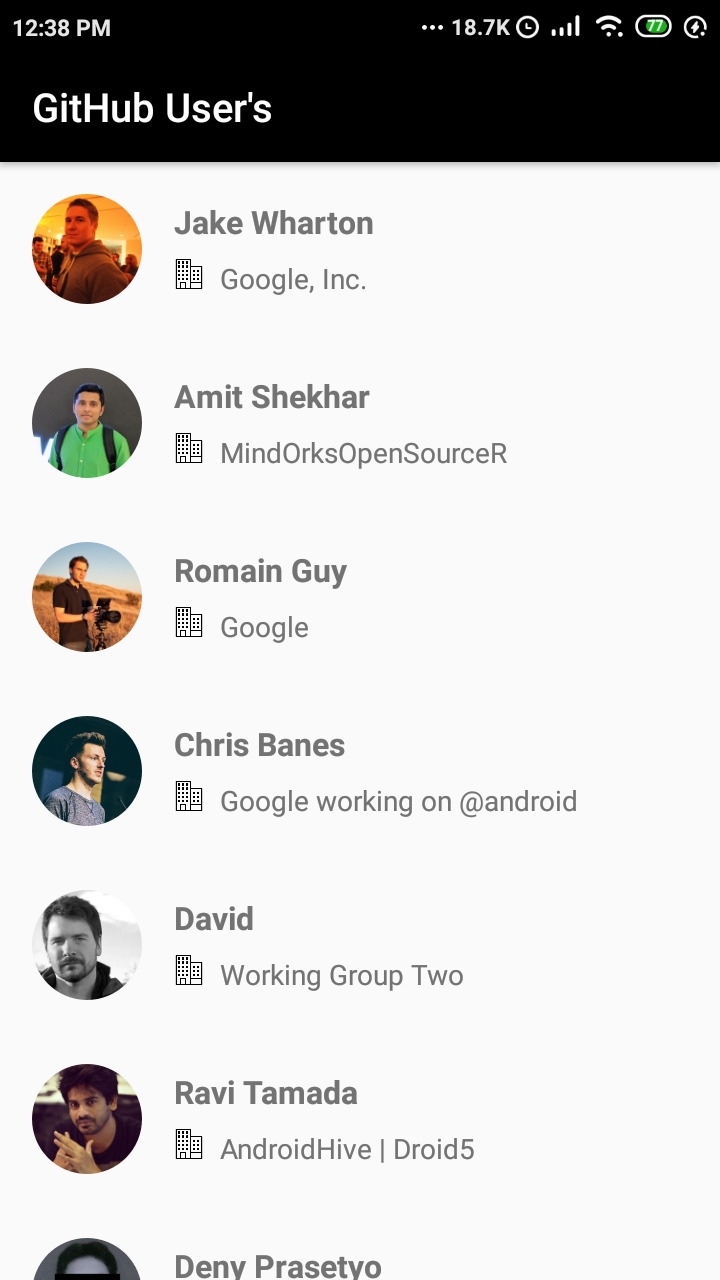 12:38 PM ... 18.7K 77
GitHub User's
Jake Wharton
Google, Inc.
Amit Shekhar
MindOrksOpenSourceR
Romain Guy
Google
Chris Banes
Google working on @android
David
Working Group Two
Ravi Tamada
AndroidHive | Droid5
Deny Prasetyo